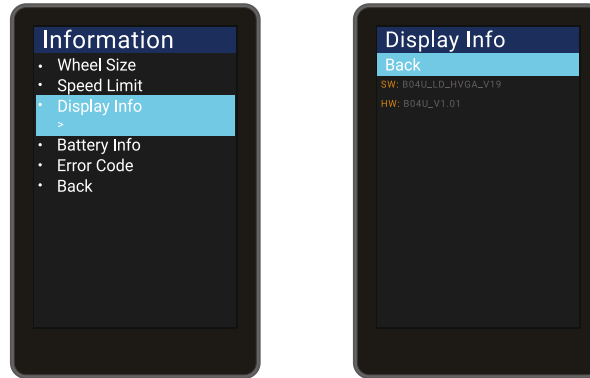 Information
• Wheel Size
• Speed Limit
• Display Info
>
• Battery Info
• Error Code
• Back
Display Info
Back
SW: B04U_LD_HVGA_V19
HW: B04U_V1.01